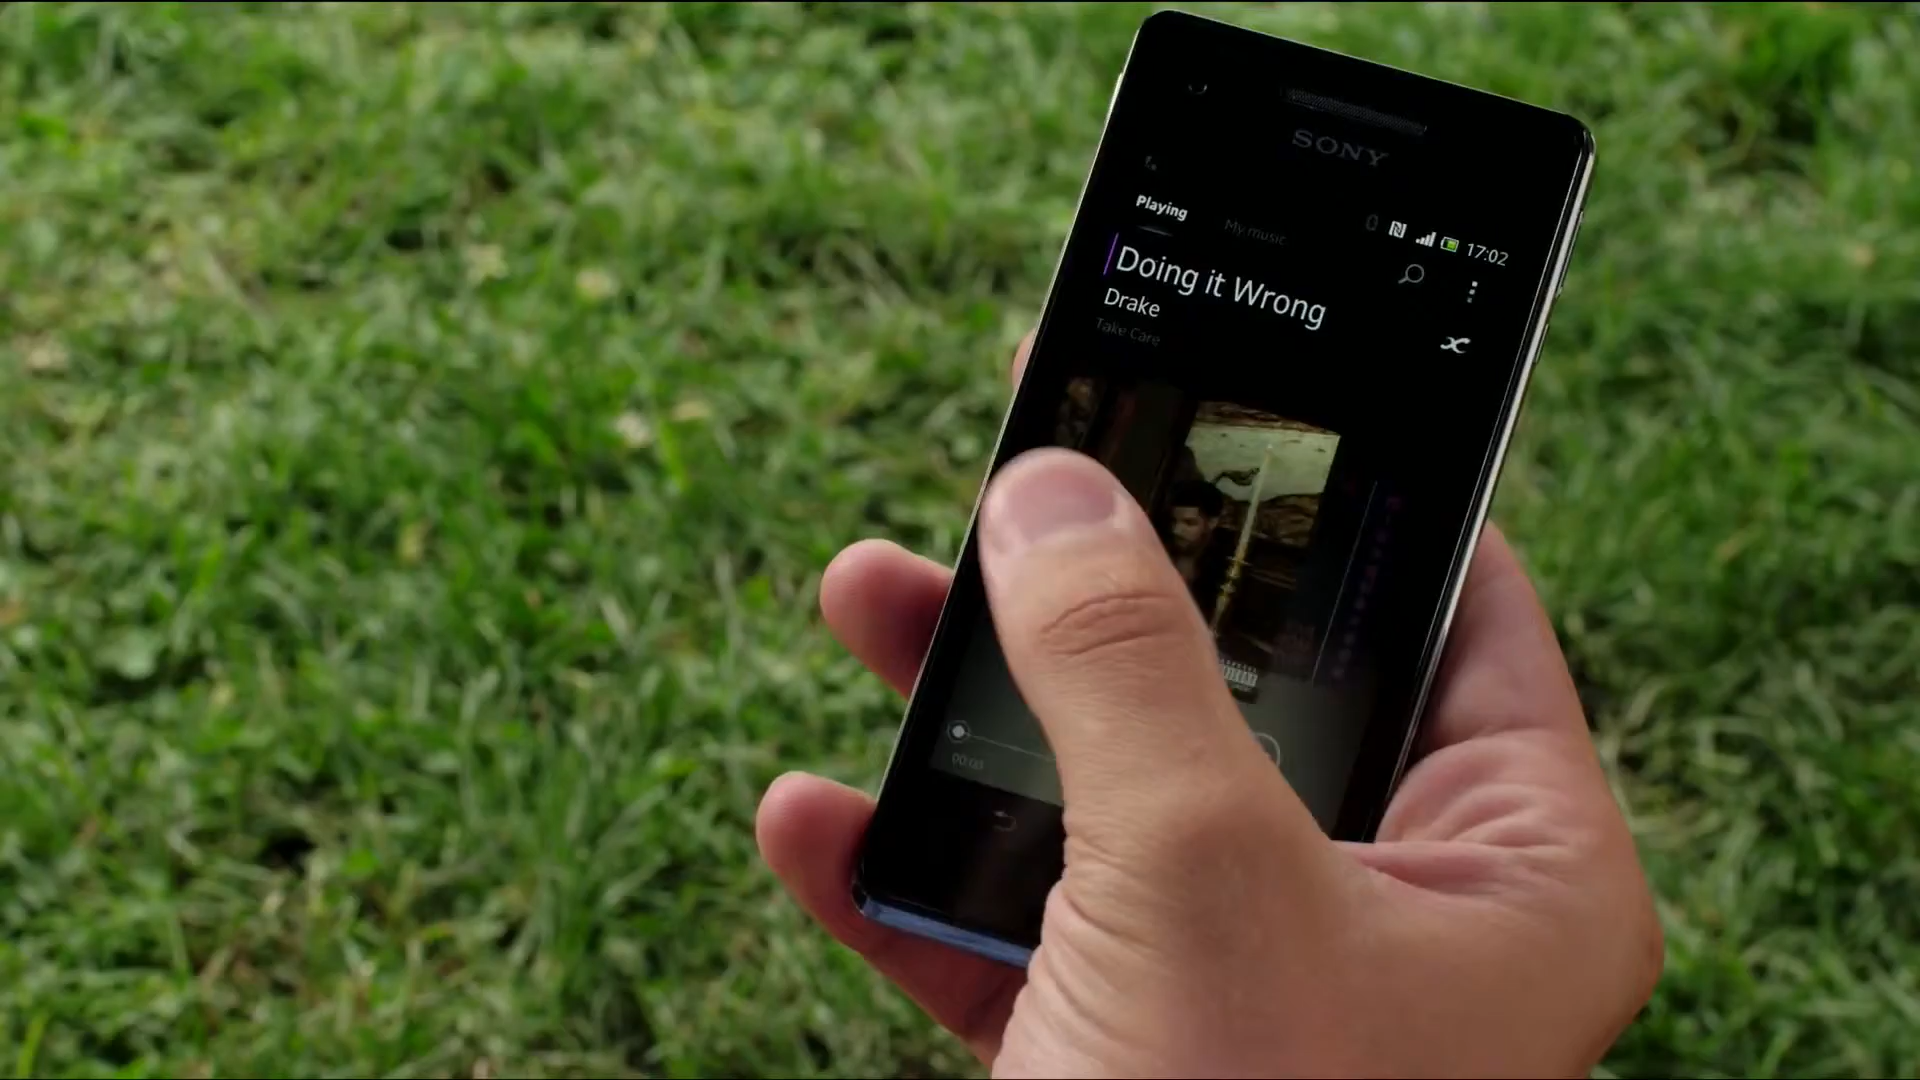 SONY
Playing
My music
17:02
Doing it Wrong
Drake
Take Care